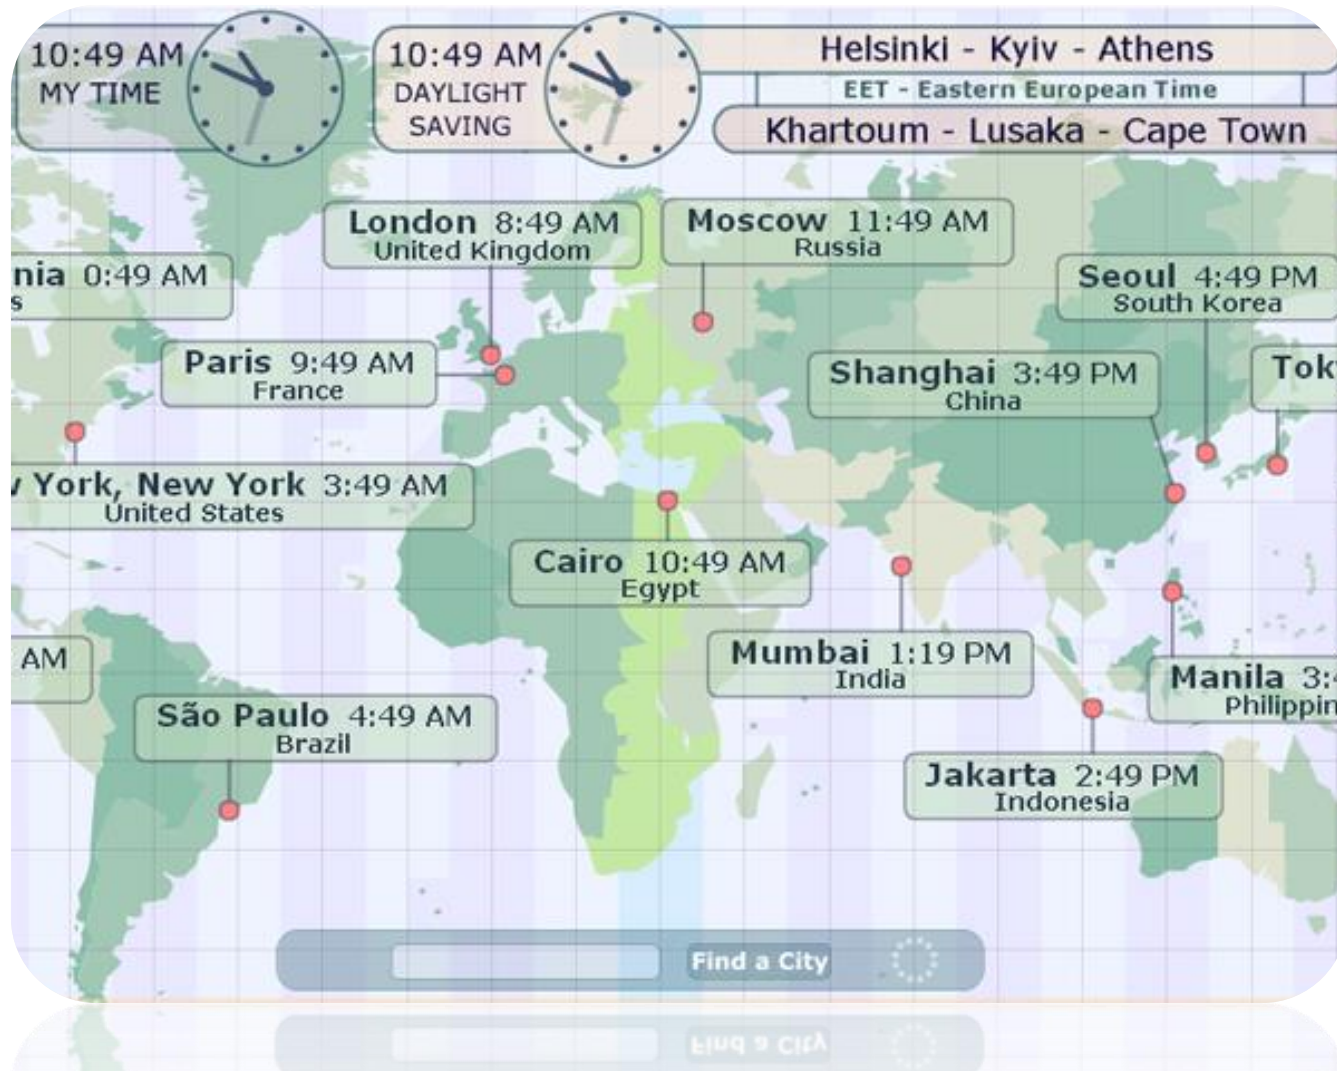 10:49 AM
MY TIME
10:49 AM
DAYLIGHT
SAVING
Helsinki - Kyiv - Athens
EET - Eastern European Time
Khartoum - Lusaka - Cape Town
London 8:49 AM
United Kingdom
Moscow 11:49 AM
Russia
nia 0:49 AM
s
Seoul 4:49 PM
South Korea
Paris 9:49 AM
France
Shanghai 3:49 PM
China
Tok
York, New York 3:49 AM
United States
Cairo 10:49 AM
Egypt
Mumbai 1:19 PM
India
AM
Manila 3:4
Philippin
São Paulo 4:49 AM
Brazil
Jakarta 2:49 PM
Indonesia
Find a City